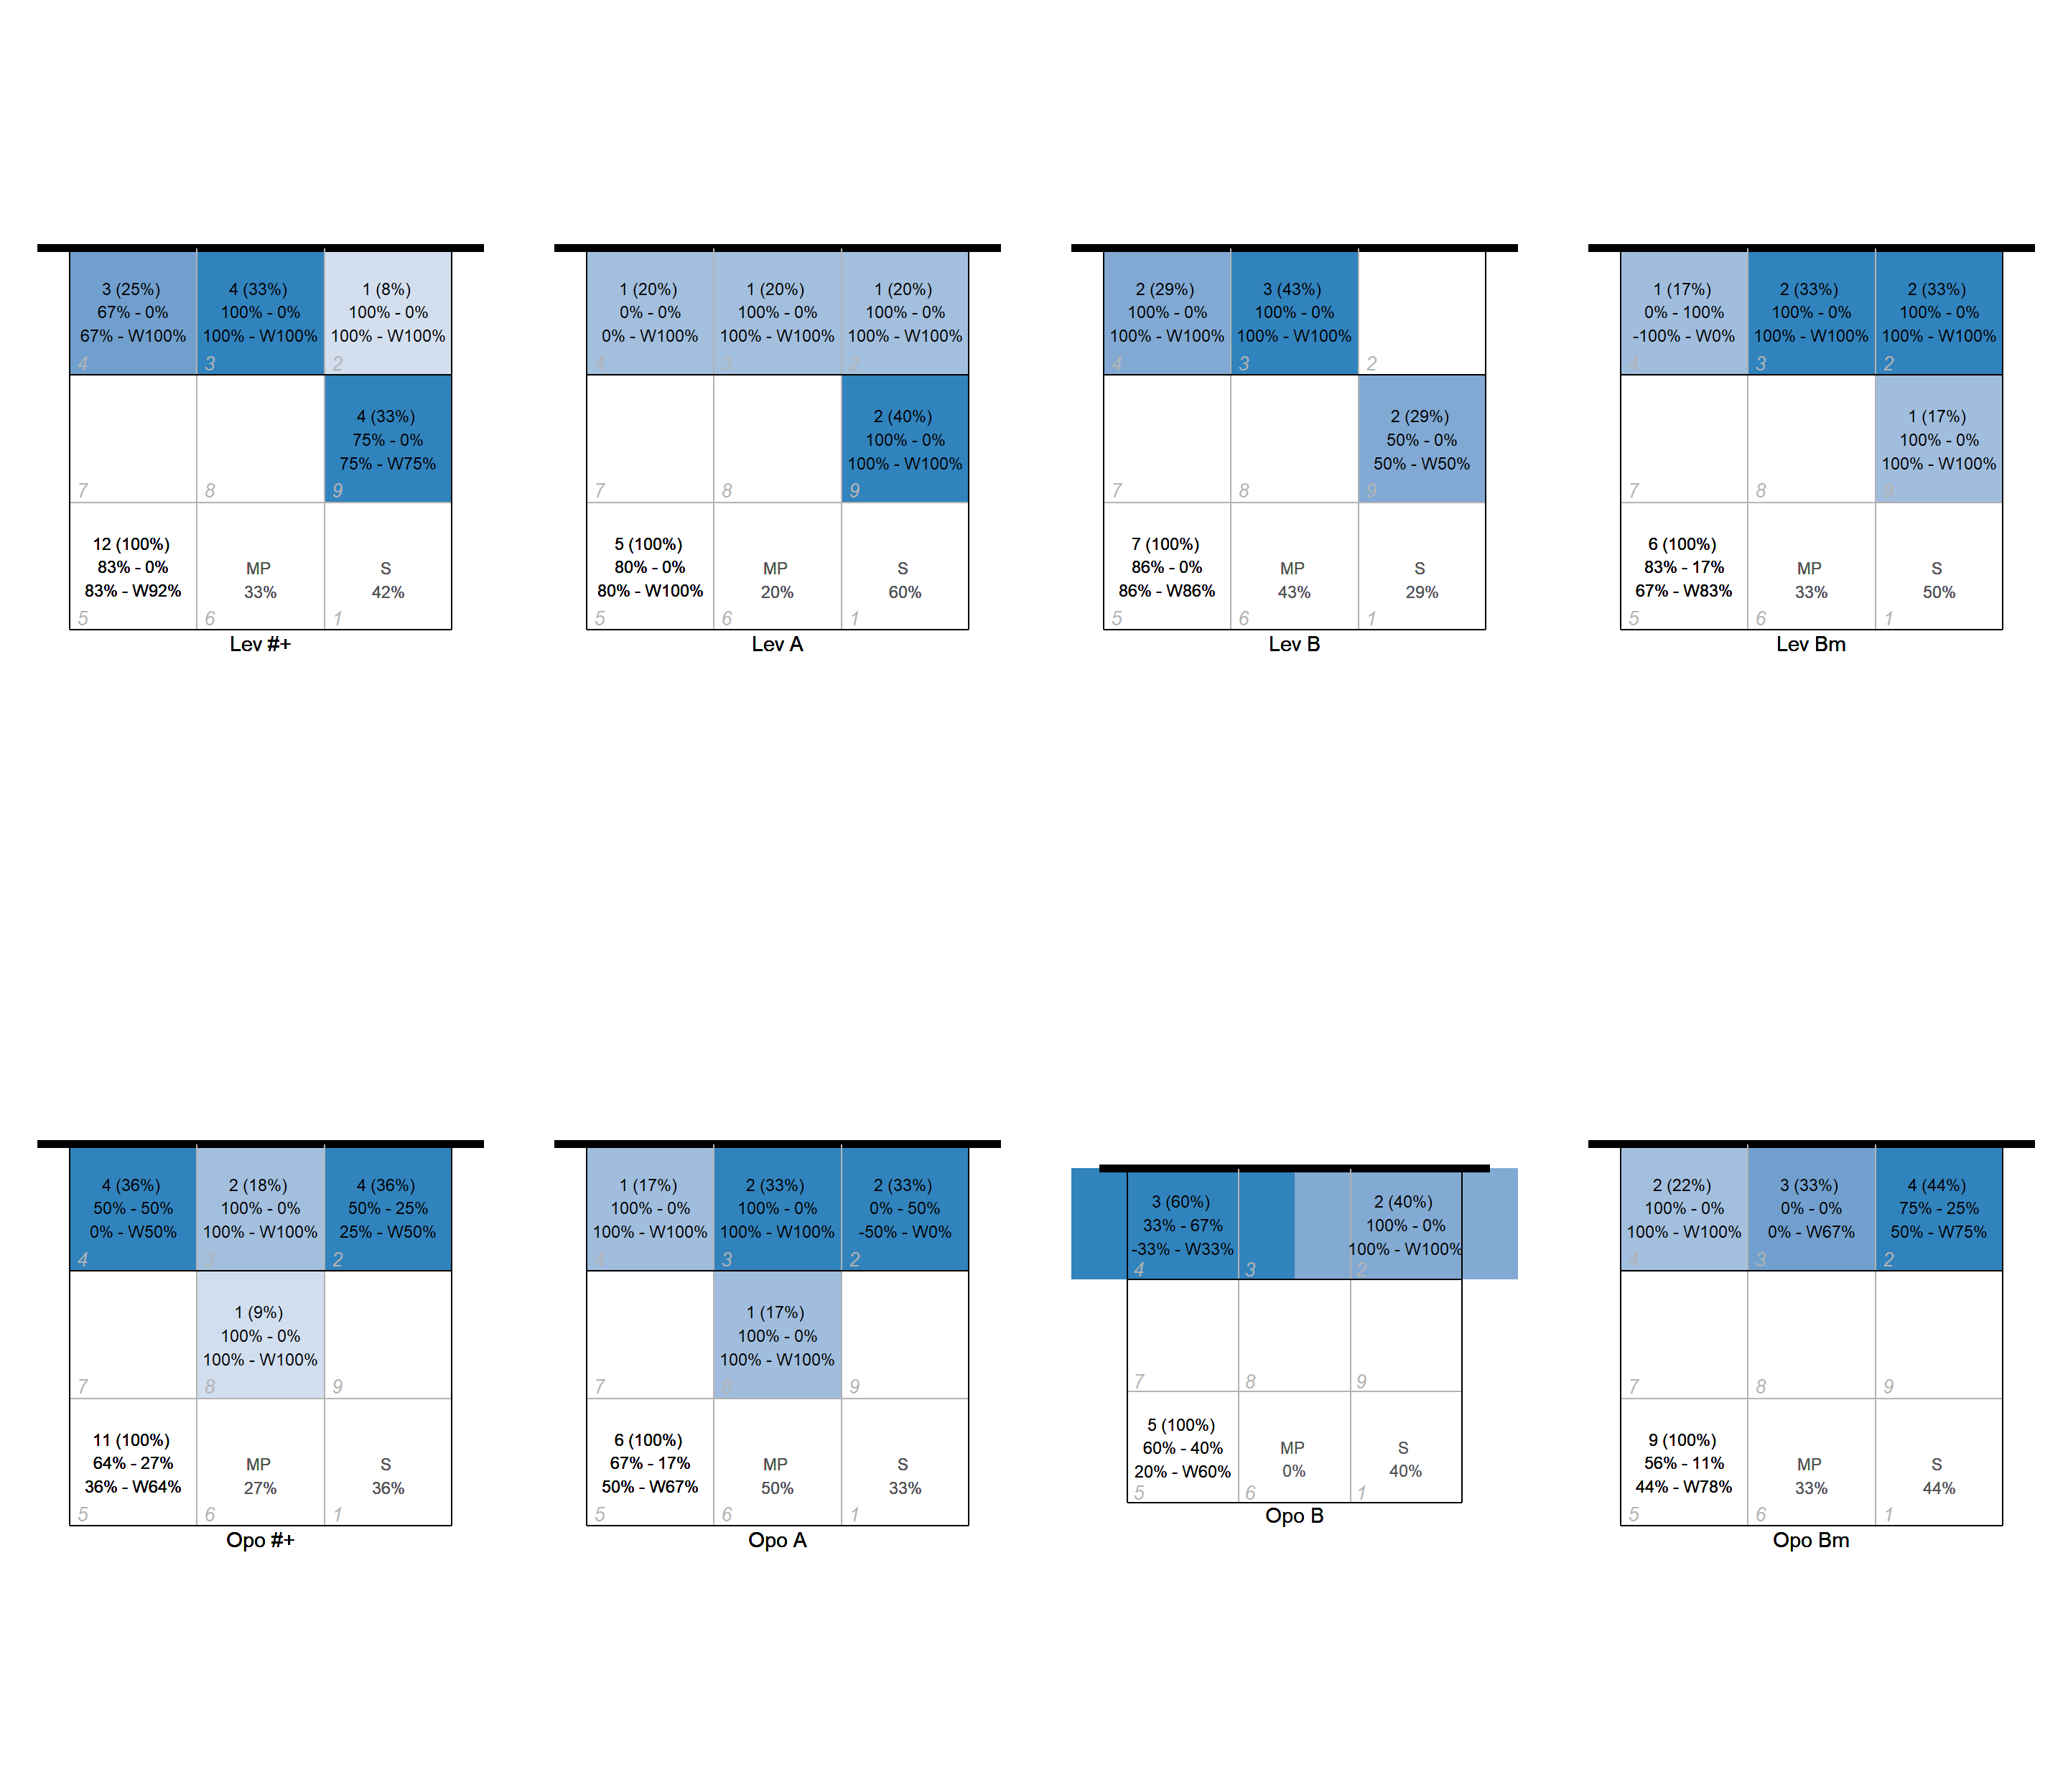 3 (25%)
67% - 0%
67% - W100%
4
4 (33%)
100% - 0%
100% - W100%
3
1 (8%)
100% - 0%
100% - W100%
2
7
8
4 (33%)
75% - 0%
75% - W75%
9
12 (100%)
83% - 0%
83% - W92%
5
MP
33%
6
S
42%
1
Lev #+
1 (20%)
0% - 0%
0% - W100%
4
1 (20%)
100% - 0%
100% - W100%
3
1 (20%)
100% - 0%
100% - W100%
2
7
8
2 (40%)
100% - 0%
100% - W100%
9
5 (100%)
80% - 0%
80% - W100%
5
MP
20%
6
S
60%
1
Lev A
2 (29%)
100% - 0%
100% - W100%
4
3 (43%)
100% - 0%
100% - W100%
3
2
7
8
2 (29%)
50% - 0%
50% - W50%
9
7 (100%)
86% - 0%
86% - W86%
5
MP
43%
6
S
29%
1
Lev B
1 (17%)
0% - 100%
-100% - W0%
4
2 (33%)
100% - 0%
100% - W100%
3
2 (33%)
100% - 0%
100% - W100%
2
7
8
1 (17%)
100% - 0%
100% - W100%
9
6 (100%)
83% - 17%
67% - W83%
5
MP
33%
6
S
50%
1
Lev Bm
4 (36%)
50% - 50%
0% - W50%
4
2 (18%)
100% - 0%
100% - W100%
3
4 (36%)
50% - 25%
25% - W50%
2
7
1 (9%)
100% - 0%
100% - W100%
8
9
11 (100%)
64% - 27%
36% - W64%
5
MP
27%
6
S
36%
1
Opo #+
1 (17%)
100% - 0%
100% - W100%
4
2 (33%)
100% - 0%
100% - W100%
3
2 (33%)
0% - 50%
-50% - W0%
2
7
1 (17%)
100% - 0%
100% - W100%
8
9
6 (100%)
67% - 17%
50% - W67%
5
MP
50%
6
S
33%
1
Opo A
3 (60%)
33% - 67%
-33% - W33%
4
3
2 (40%)
100% - 0%
100% - W100%
2
7
8
9
5 (100%)
60% - 40%
20% - W60%
5
MP
0%
6
S
40%
1
Opo B
2 (22%)
100% - 0%
100% - W100%
4
3 (33%)
0% - 0%
0% - W67%
3
4 (44%)
75% - 25%
50% - W75%
2
7
8
9
9 (100%)
56% - 11%
44% - W78%
5
MP
33%
6
S
44%
1
Opo Bm